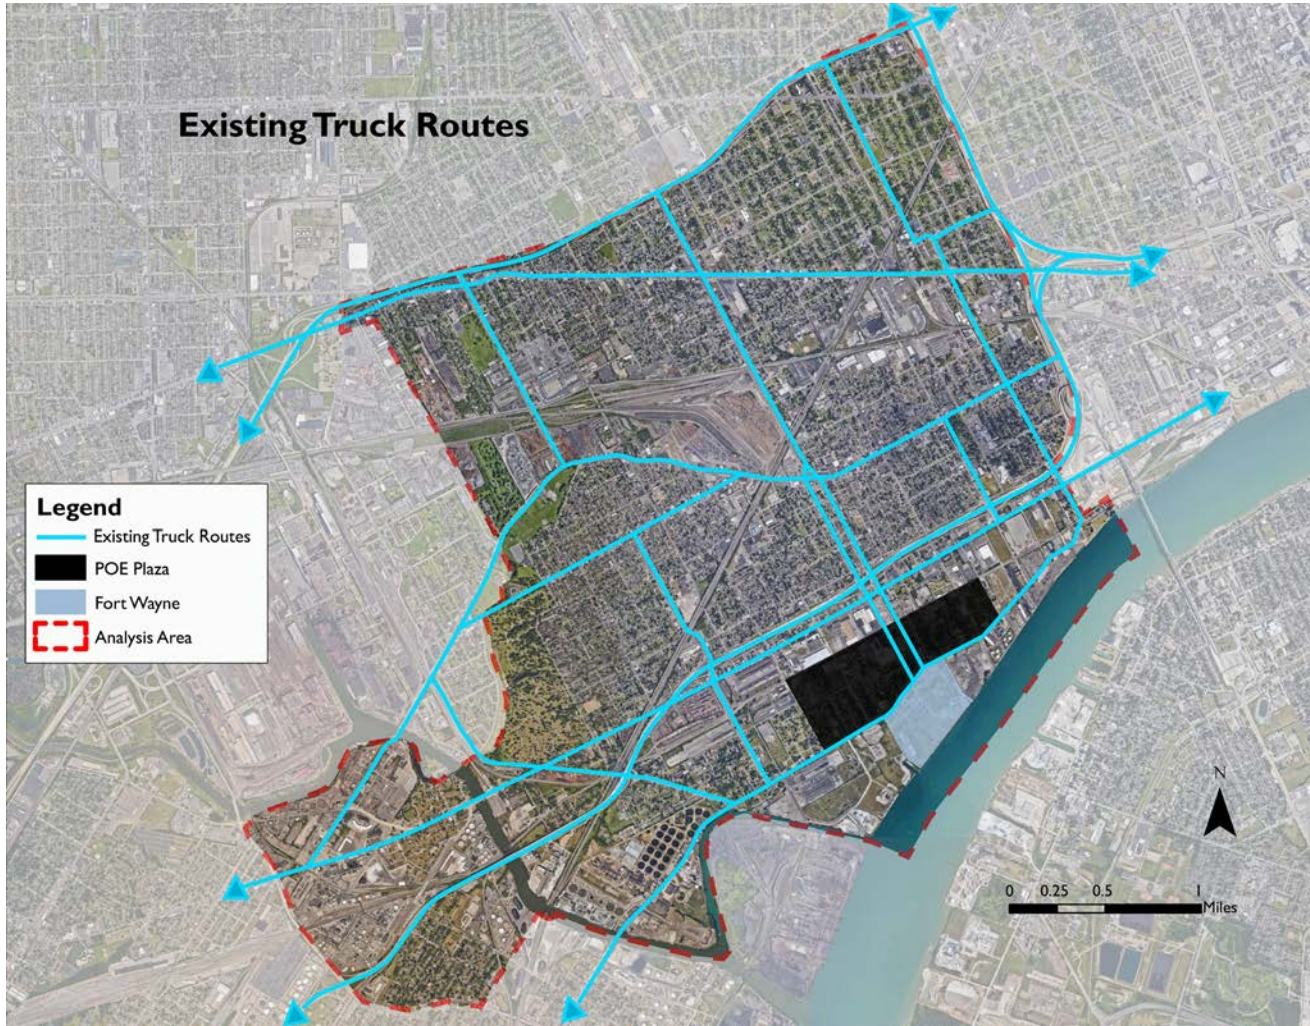 Existing Truck Routes
Legend
Existing Truck Routes
POE Plaza
Fort Wayne
Analysis Area
N
0 0.25 0.5 1
Miles